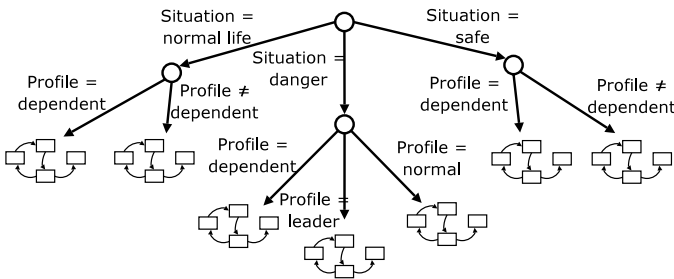 Situation =
normal life
Situation =
danger
Situation =
safe
Profile =
dependent
Profile ≠
dependent
Profile =
dependent
Profile =
leader
Profile =
normal
Profile =
dependent
Profile ≠
dependent